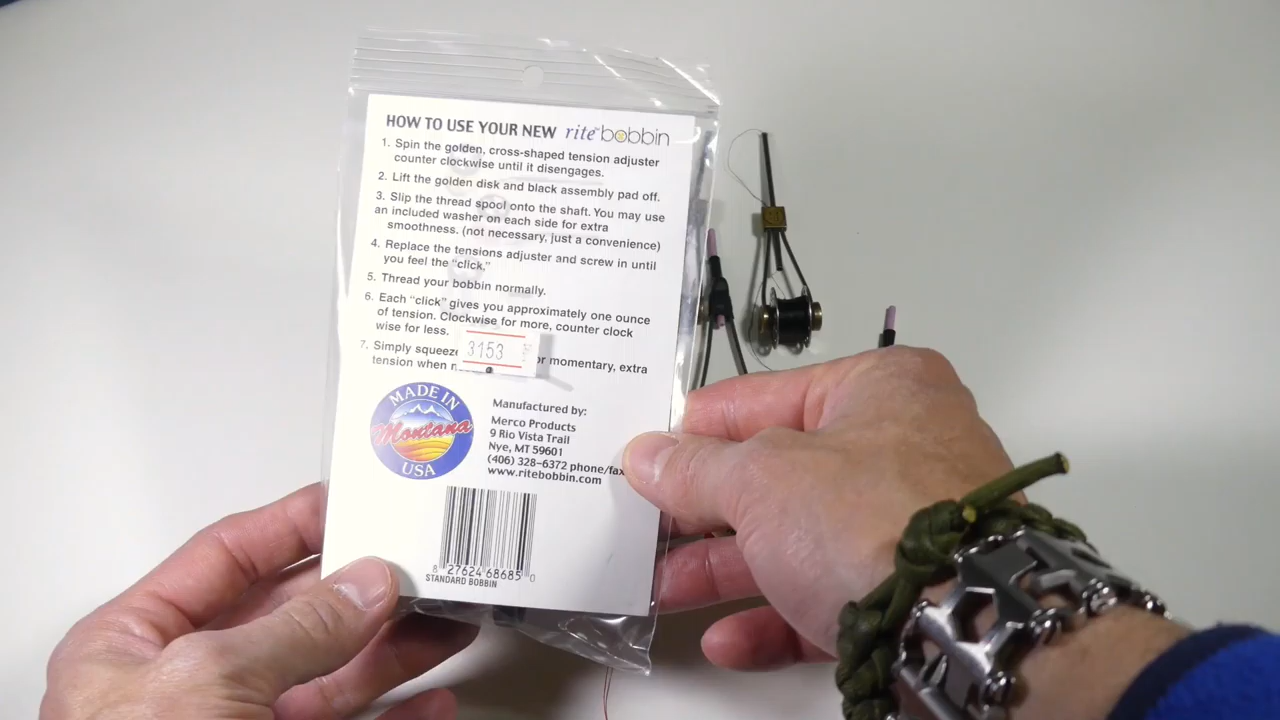 HOW TO USE YOUR NEW rite™bobbin
1. Spin the golden, cross-shaped tension adjuster
counter clockwise until it disengages.
2. Lift the golden disk and black assembly pad off.
3. Slip the thread spool onto the shaft. You may use
an included washer on each side for extra
smoothness. (not necessary, just a convenience)
4. Replace the tensions adjuster and screw in until
you feel the “click.”
5. Thread your bobbin normally.
6. Each “click” gives you approximately one ounce
of tension. Clockwise for more, counter clock
wise for less.
7. Simply squeeze or momentary, extra
3153
tension when
MADE IN
Montana
USA
Manufactured by:
Merco Products
9 Rio Vista Trail
Nye, MT 59601
(406) 328-6372 phone/fax
www.ritebobbin.com
8 27624 68685 0
STANDARD BOBBIN